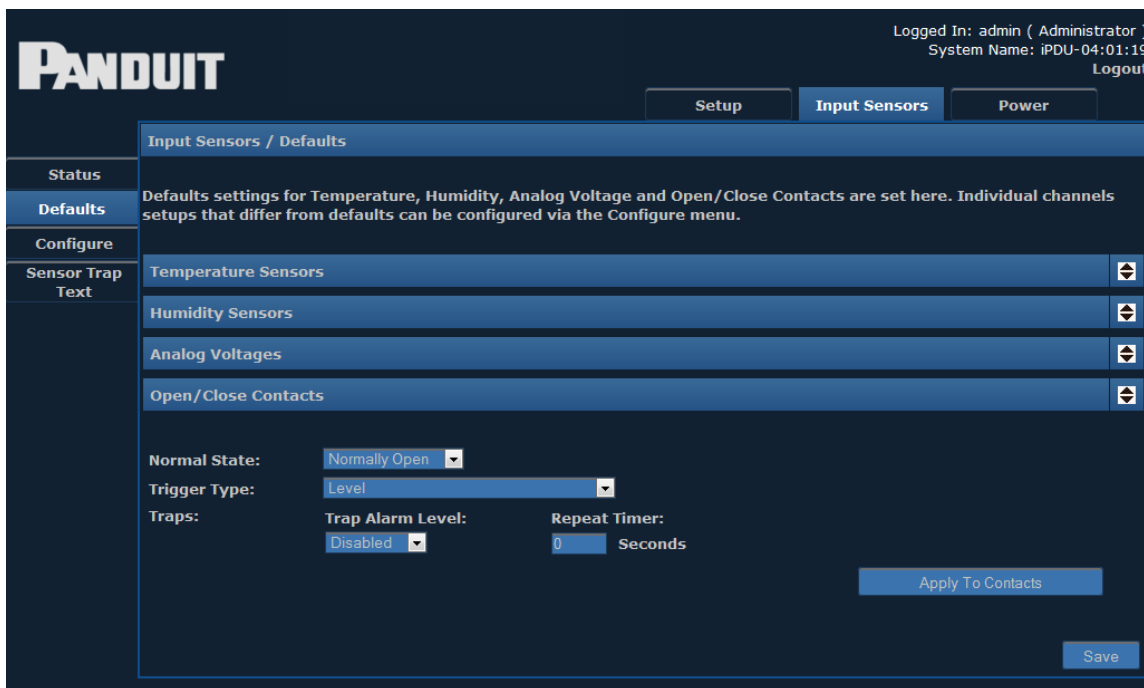 PANDUIT
Logged In: admin ( Administrator )
System Name: iPDU-04:01:19
Logout
Setup
Input Sensors
Power
Input Sensors / Defaults
Status
Defaults
Configure
Sensor Trap
Text
Defaults settings for Temperature, Humidity, Analog Voltage and Open/Close Contacts are set here. Individual channels
setups that differ from defaults can be configured via the Configure menu.
Temperature Sensors
Humidity Sensors
Analog Voltages
Open/Close Contacts
Normal State: Normally Open
Trigger Type: Level
Traps: Trap Alarm Level: Repeat Timer:
Disabled 0 Seconds
Apply To Contacts
Save